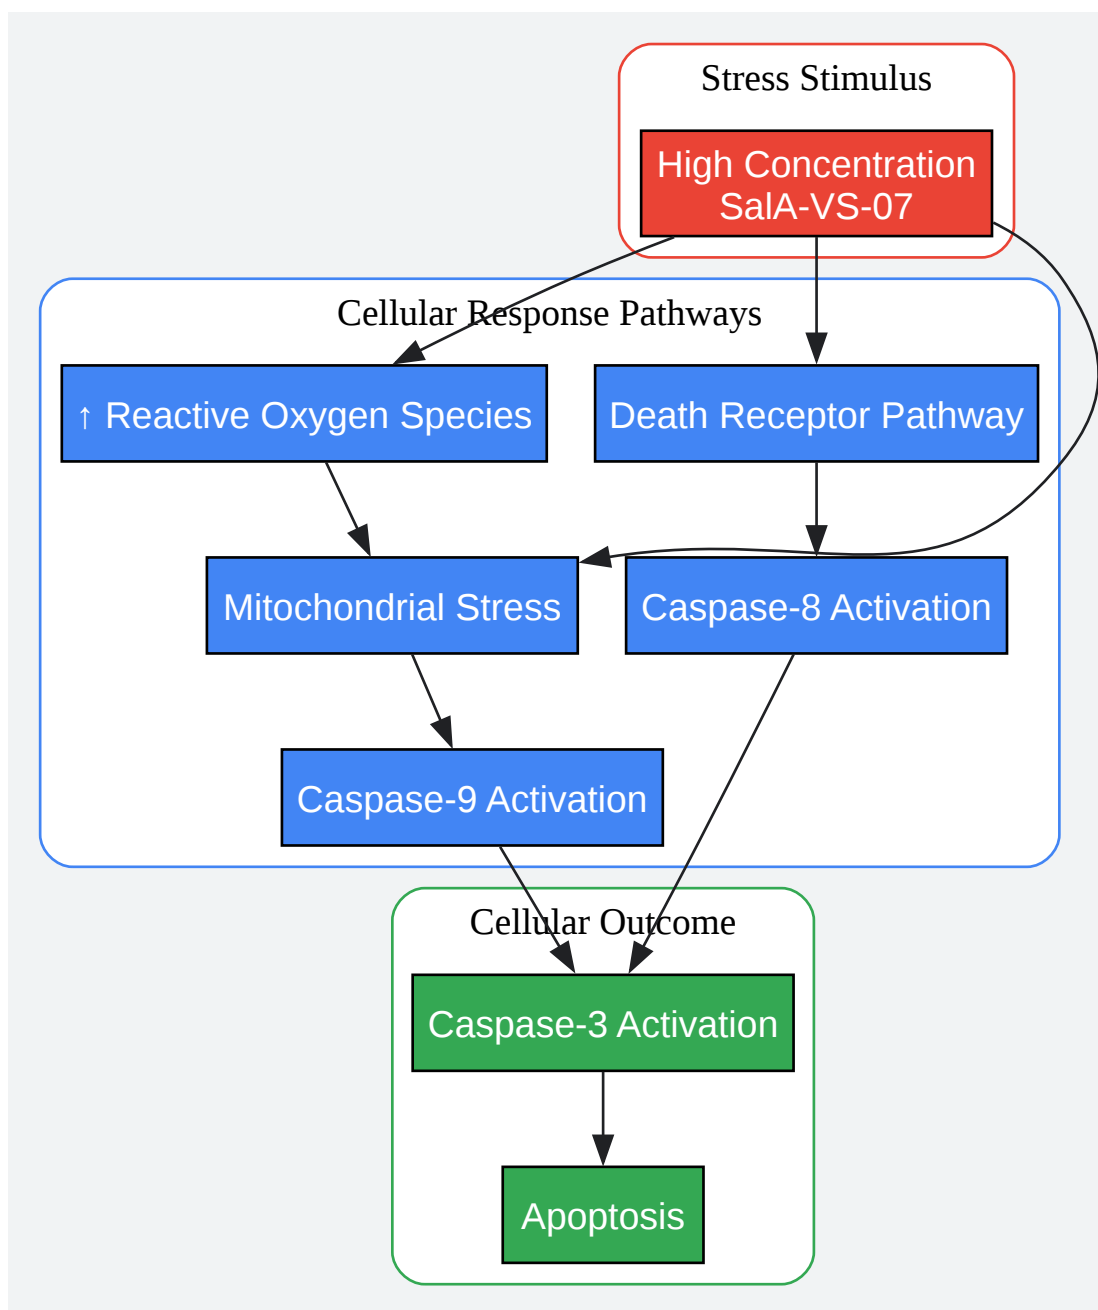 Stress Stimulus
High Concentration
SalA-VS-07
Cellular Response Pathways
↑ Reactive Oxygen Species
Death Receptor Pathway
Mitochondrial Stress
Caspase-8 Activation
Caspase-9 Activation
Cellular Outcome
Caspase-3 Activation
Apoptosis